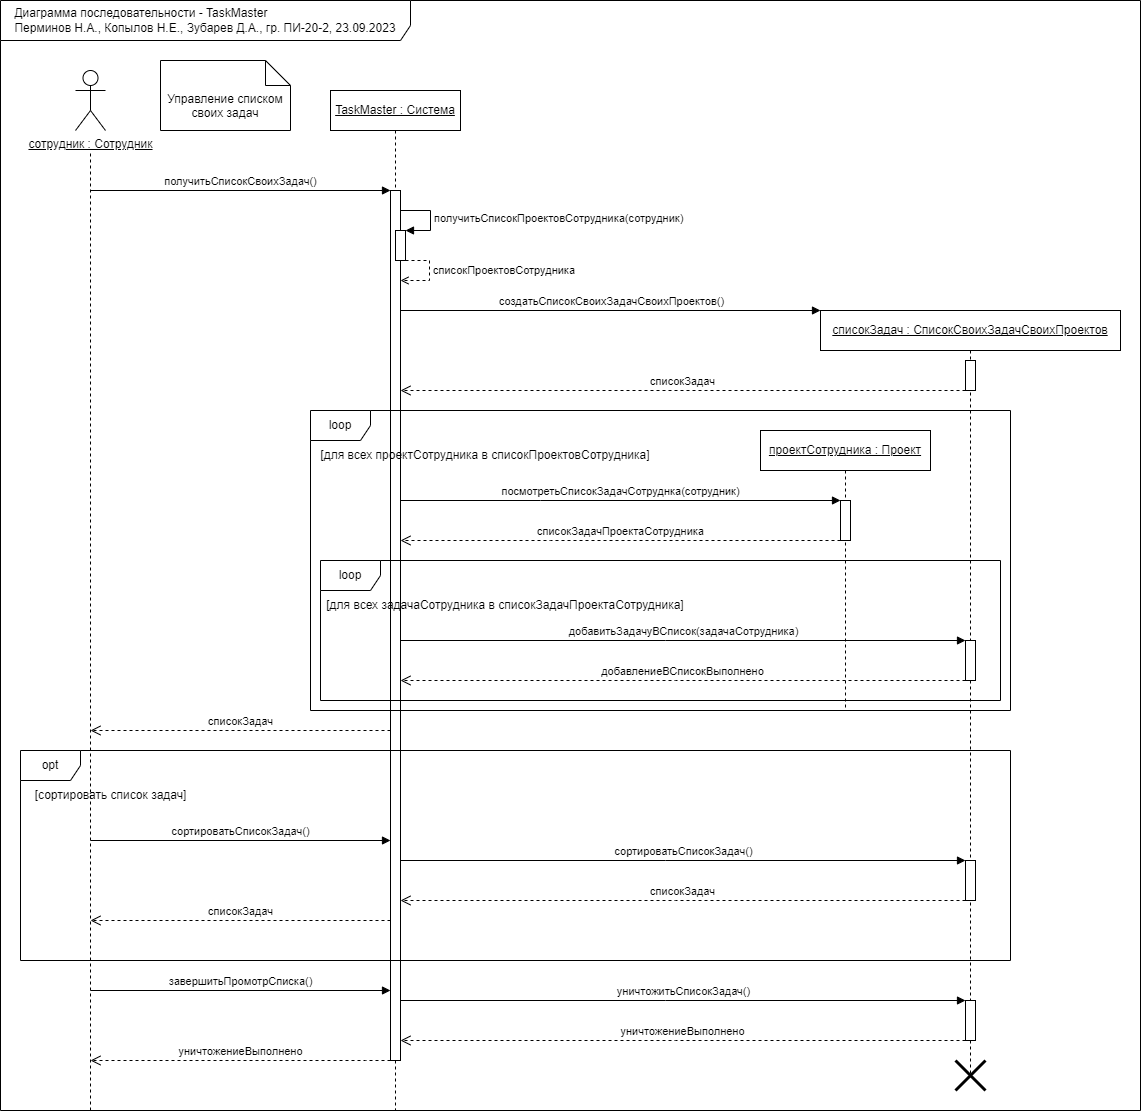 Диаграмма последовательности - TaskMaster
Перминов Н.А., Копылов Н.Е., Зубарев Д.А., гр. ПИ-20-2, 23.09.2023
Управление списком
своих задач
TaskMaster : Система
сотрудник : Сотрудник
получитьСписокСвоихЗадач()
получитьСписокПроектовСотрудника(сотрудник)
списокПроектовСотрудника
создатьСписокСвоихЗадачСвоихПроектов()
списокЗадач : СписокСвоихЗадачСвоихПроектов
списокЗадач
loop
[для всех проектСотрудника в списокПроектовСотрудника]
проектСотрудника : Проект
посмотретьСписокЗадачСотруднка(сотрудник)
списокЗадачПроектаСотрудника
loop
[для всех задачаСотрудника в списокЗадачПроектаСотрудника]
добавитьЗадачуВСписок(задачаСотрудника)
добавлениеВСписокВыполнено
списокЗадач
opt
[сортировать список задач]
сортироватьСписокЗадач()
сортироватьСписокЗадач()
списокЗадач
списокЗадач
завершитьПромотрСписка()
уничтожитьСписокЗадач()
уничтожениеВыполнено
уничтожениеВыполнено